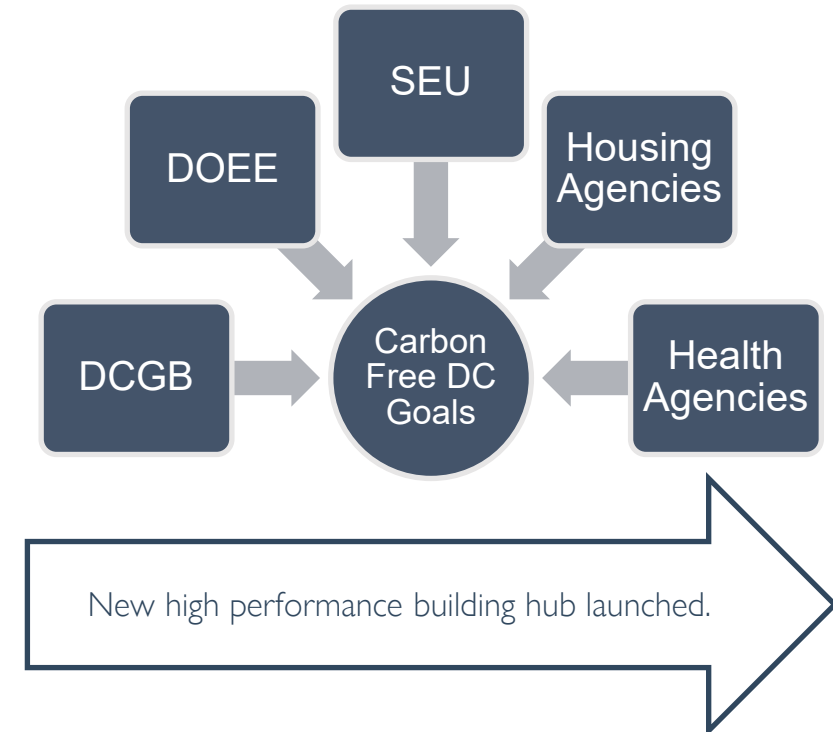 SEU
DOEE
Housing
Agencies
DCGB
Carbon
Free DC
Goals
Health
Agencies
New high performance building hub launched.